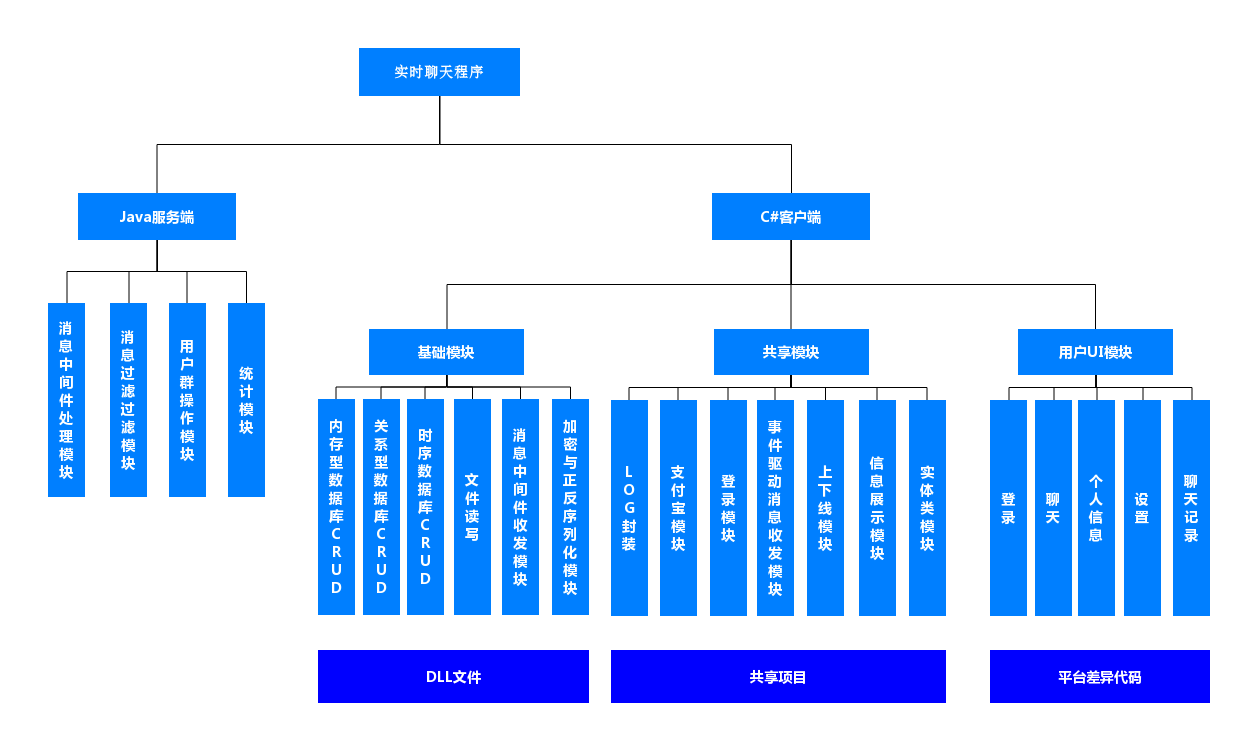 实时聊天程序
Java服务端
C#客户端
消息中间件处理模块
消息过滤过滤模块
用户群操作模块
统计模块
基础模块
共享模块
用户UI模块
内存型数据库CRUD
关系型数据库CRUD
时序数据库CRUD
文件读写
消息中间件收发模块
加密与正反序列化模块
LOG封装
支付宝模块
登录模块
事件驱动消息收发模块
上下线模块
信息展示模块
实体类模块
登录
聊天
个人信息
设置
聊天记录
DLL文件
共享项目
平台差异代码